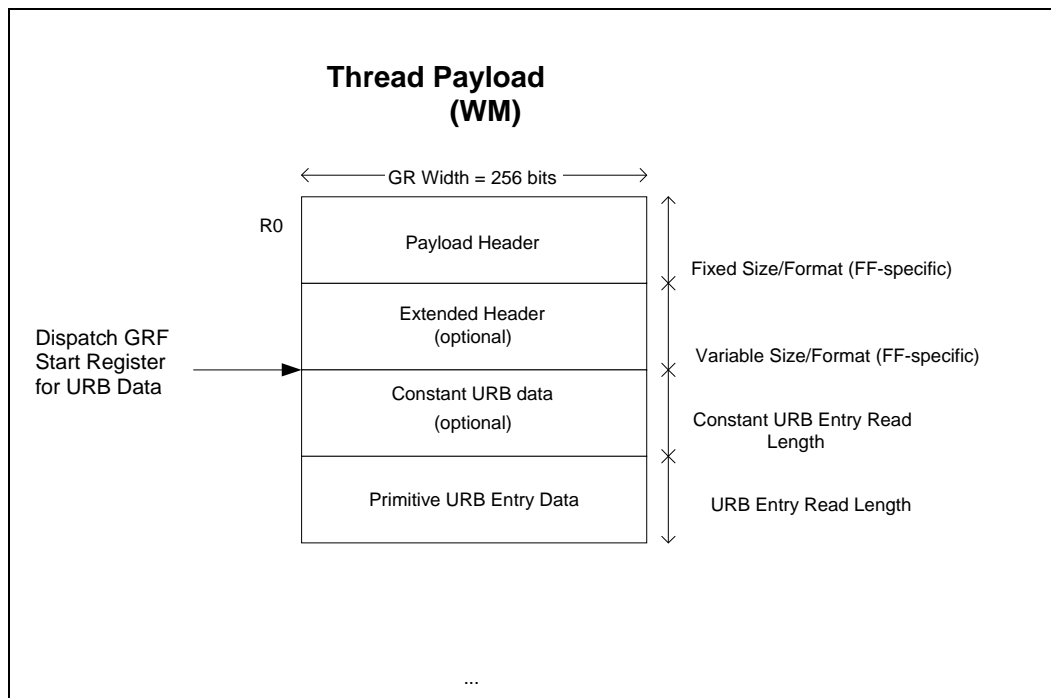 Thread Payload
(WM)
GR Width = 256 bits
R0
Payload Header
Fixed Size/Format (FF-specific)
Extended Header
(optional)
Dispatch GRF
Start Register
for URB Data
Variable Size/Format (FF-specific)
Constant URB data
(optional)
Constant URB Entry Read
Length
Primitive URB Entry Data
URB Entry Read Length
...